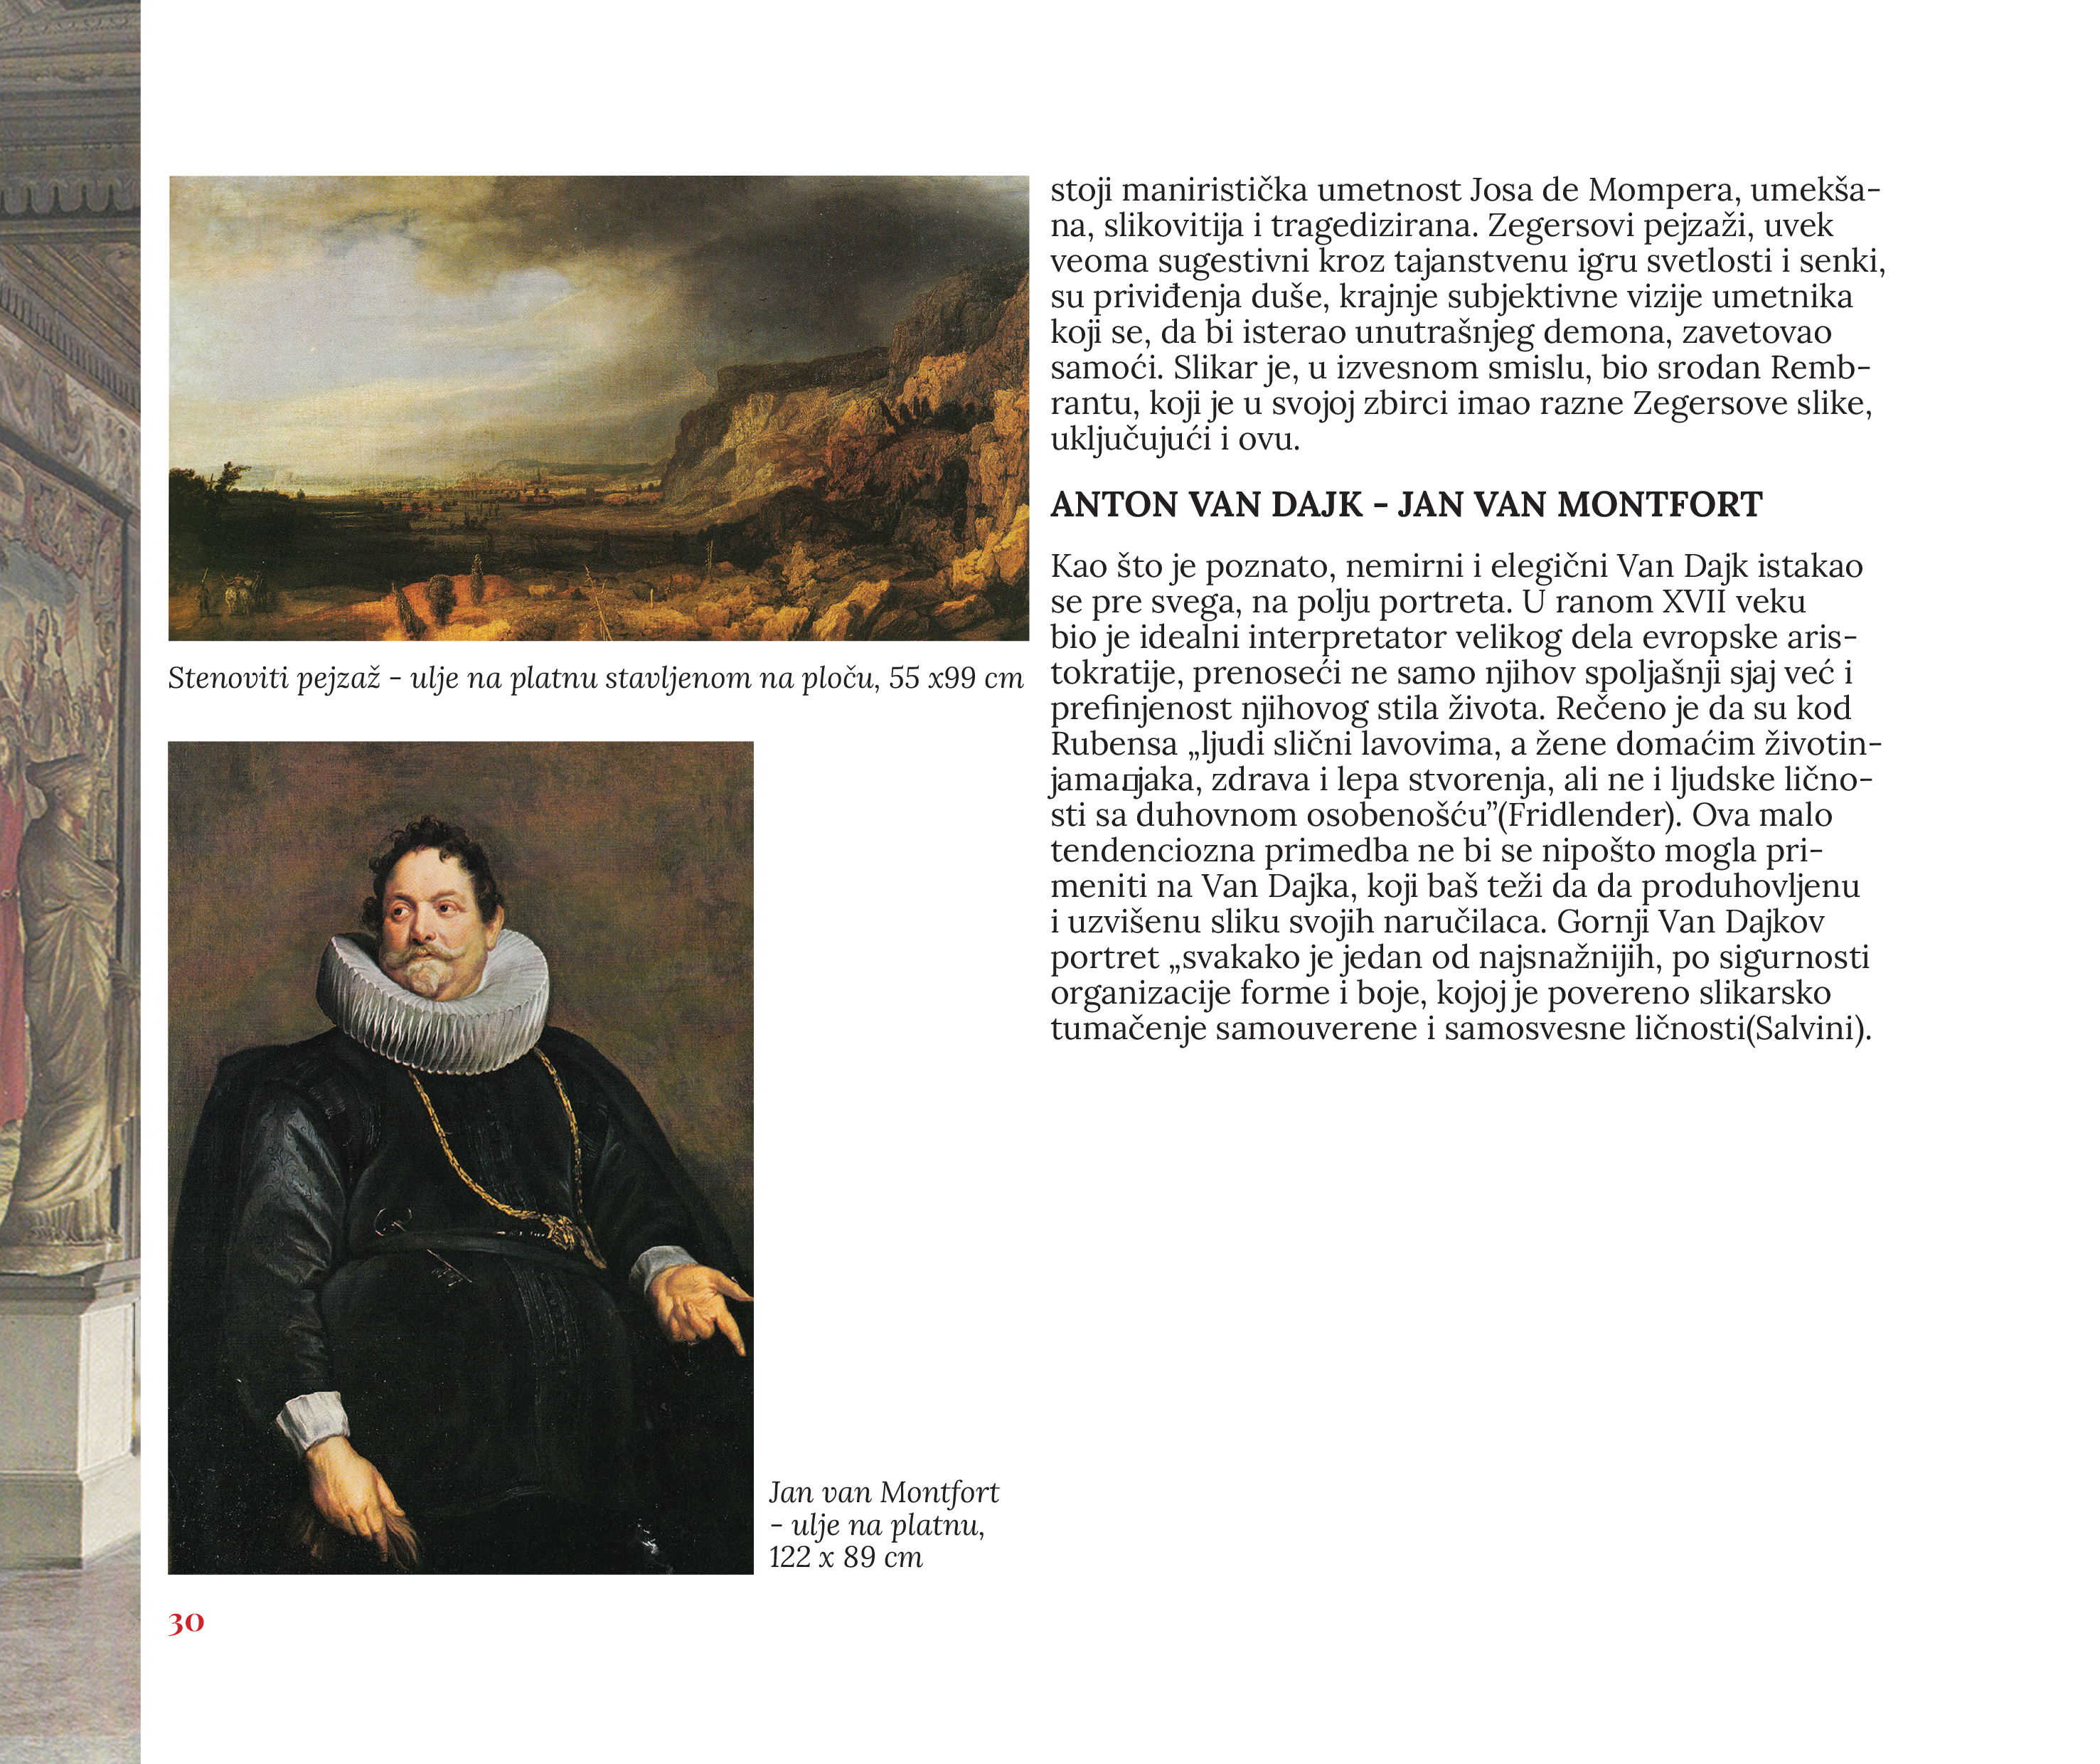 stoji maniristička umetnost Josa de Mompera, umekša-
na, slikovitija i tragedizirana. Zegersovi pejzaži, uvek
veoma sugestivni kroz tajanstvenu igru svetlosti i senki,
su priviđenja duše, krajnje subjektivne vizije umetnika
koji se, da bi isterao unutrašnjeg demona, zavetovao
samoći. Slikar je, u izvesnom smislu, bio srodan Remb-
rantu, koji je u svojoj zbirci imao razne Zegersove slike,
uključujući i ovu.
ANTON VAN DAJK - JAN VAN MONTFORT
Kao što je poznato, nemirni i elegični Van Dajk istakao
se pre svega, na polju portreta. U ranom XVII veku
bio je idealni interpretator velikog dela evropske aris-
tokratije, prenoseći ne samo njihov spoljašnji sjaj već i
prefinjenost njihovog stila života. Rečeno je da su kod
Rubensa „ljudi slični lavovima, a žene domaćim životin-
jama.□jaka, zdrava i lepa stvorenja, ali ne i ljudske lično-
sti sa duhovnom osobenošću”(Fridlender). Ova malo
tendenciozna primedba ne bi se nipošto mogla pri-
meniti na Van Dajka, koji baš teži da da produhovljenu
i uzvišenu sliku svojih naručilaca. Gornji Van Dajkov
portret „svakako je jedan od najsnažnijih, po sigurnosti
organizacije forme i boje, kojoj je povereno slikarsko
tumačenje samouverene i samosvesne ličnosti(Salvini).
Stenoviti pejzaž - ulje na platnu stavljenom na ploču, 55 x99 cm
Jan van Montfort
- ulje na platnu,
122 x 89 cm
30